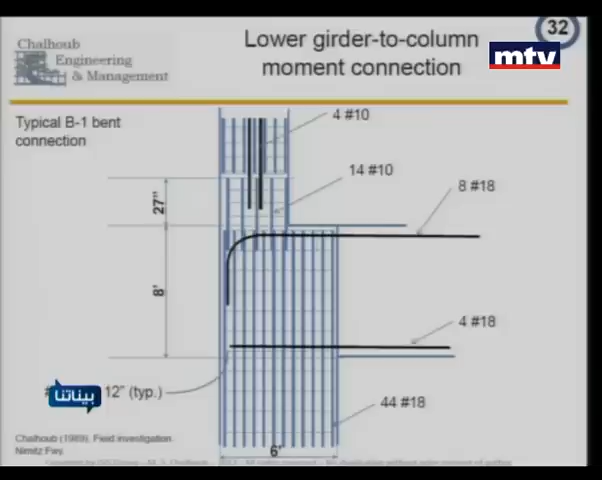 Chalhoub
Engineering
& Management
Lower girder-to-column
moment connection
32
mtv
Typical B-1 bent
connection
4 #10
14 #10
8 #18
27"
8'
4 #18
بيناتنا
12" (typ.)
44 #18
6'
Chalhoub (1989). Field investigation.
Nimitz Fwy.